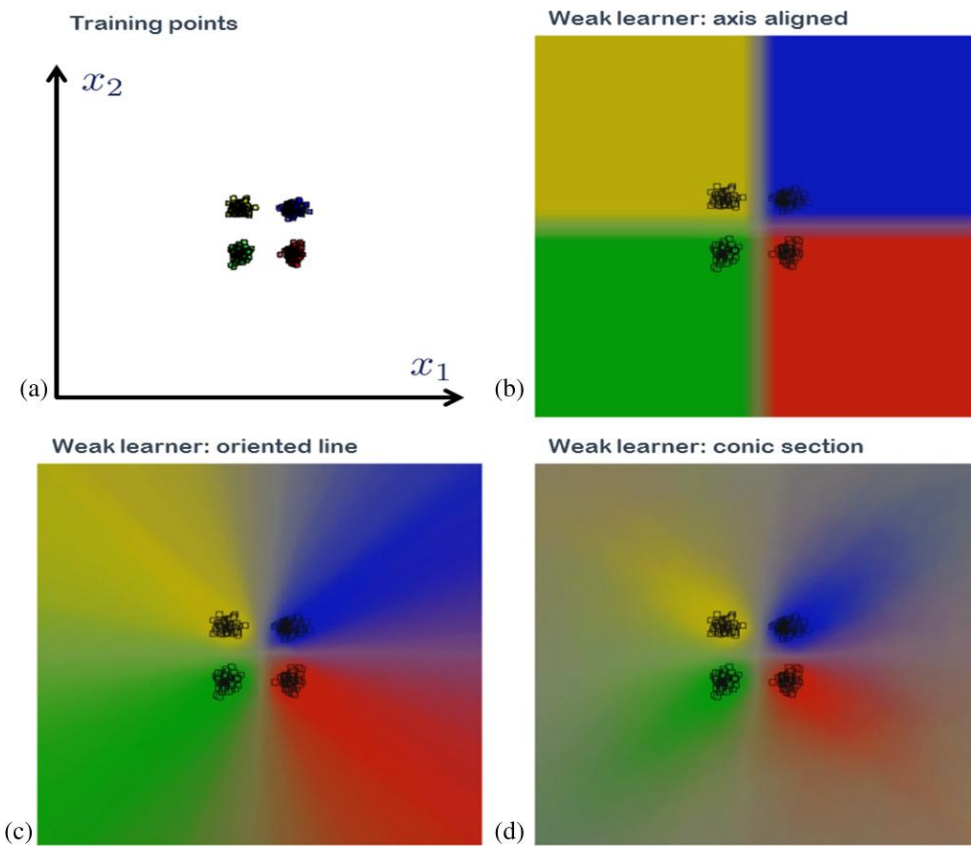 Training points
x₂
x₁
(a)
Weak learner: axis aligned
(b)
Weak learner: oriented line
(c)
Weak learner: conic section
(d)